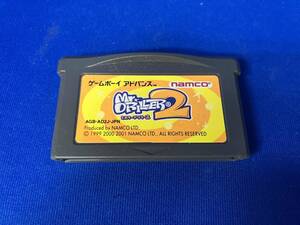 ゲームボーイ アドバンス™ namco
MR. DRILLER 2
ミスタードリラー2
AGB-AD2J-JPN
Produced by NAMCO LTD.
© 1999 2000 2001 NAMCO LTD., ALL RIGHTS RESERVED